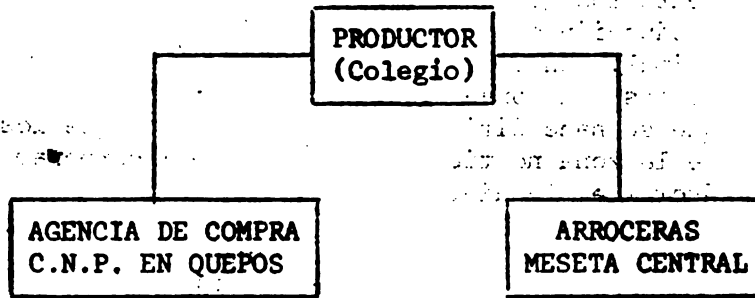 PRODUCTOR
(Colegio)
AGENCIA DE COMPRA
C.N.P. EN QUEPOS
ARROCERAS
MESETA CENTRAL